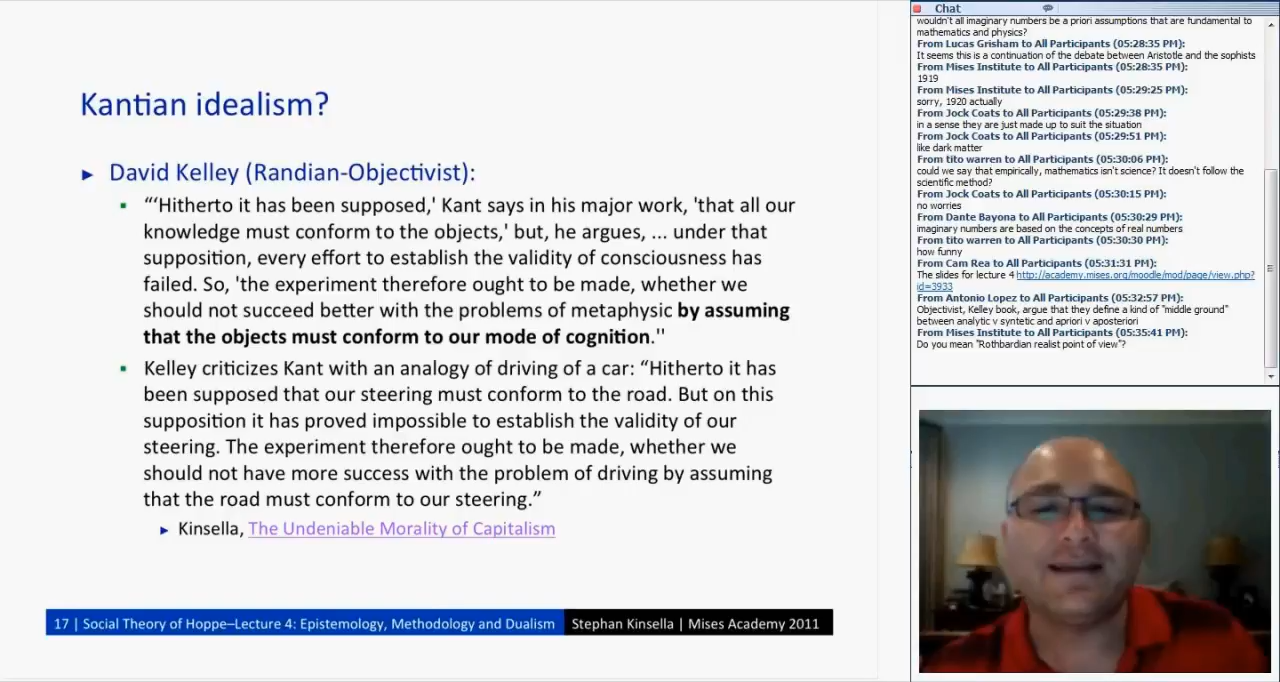 Kantian idealism?
► David Kelley (Randian-Objectivist):
▪ “‘Hitherto it has been supposed,' Kant says in his major work, 'that all our
knowledge must conform to the objects,' but, he argues, ... under that
supposition, every effort to establish the validity of consciousness has
failed. So, 'the experiment therefore ought to be made, whether we
should not succeed better with the problems of metaphysic by assuming
that the objects must conform to our mode of cognition.''
▪ Kelley criticizes Kant with an analogy of driving of a car: “Hitherto it has
been supposed that our steering must conform to the road. But on this
supposition it has proved impossible to establish the validity of our
steering. The experiment therefore ought to be made, whether we
should not have more success with the problem of driving by assuming
that the road must conform to our steering.”
► Kinsella, The Undeniable Morality of Capitalism
17 | Social Theory of Hoppe–Lecture 4: Epistemology, Methodology and Dualism Stephan Kinsella | Mises Academy 2011
Chat
wouldn't all imaginary numbers be a priori assumptions that are fundamental to
mathematics and physics?
From Lucas Grisham to All Participants (05:28:35 PM):
It seems this is a continuation of the debate between Aristotle and the sophists
From Mises Institute to All Participants (05:28:35 PM):
1919
From Mises Institute to All Participants (05:29:25 PM):
sorry, 1920 actually
From Jock Coats to All Participants (05:29:38 PM):
in a sense they are just made up to suit the situation
From Jock Coats to All Participants (05:29:51 PM):
like dark matter
From tito warren to All Participants (05:30:06 PM):
could we say that empirically, mathematics isn't science? It doesn't follow the
scientific method?
From Jock Coats to All Participants (05:30:15 PM):
no worries
From Dante Bayona to All Participants (05:30:29 PM):
imaginary numbers are based on the concepts of real numbers
From tito warren to All Participants (05:30:30 PM):
how funny
From Cam Rea to All Participants (05:31:31 PM):
The slides for lecture 4 http://academy.mises.org/moodle/mod/page/view.php?
id=3933
From Antonio Lopez to All Participants (05:32:57 PM):
Objectivist, Kelley book, argue that they define a kind of "middle ground"
between analytic v syntetic and apriori v aposteriori
From Mises Institute to All Participants (05:35:41 PM):
Do you mean "Rothbardian realist point of view"?